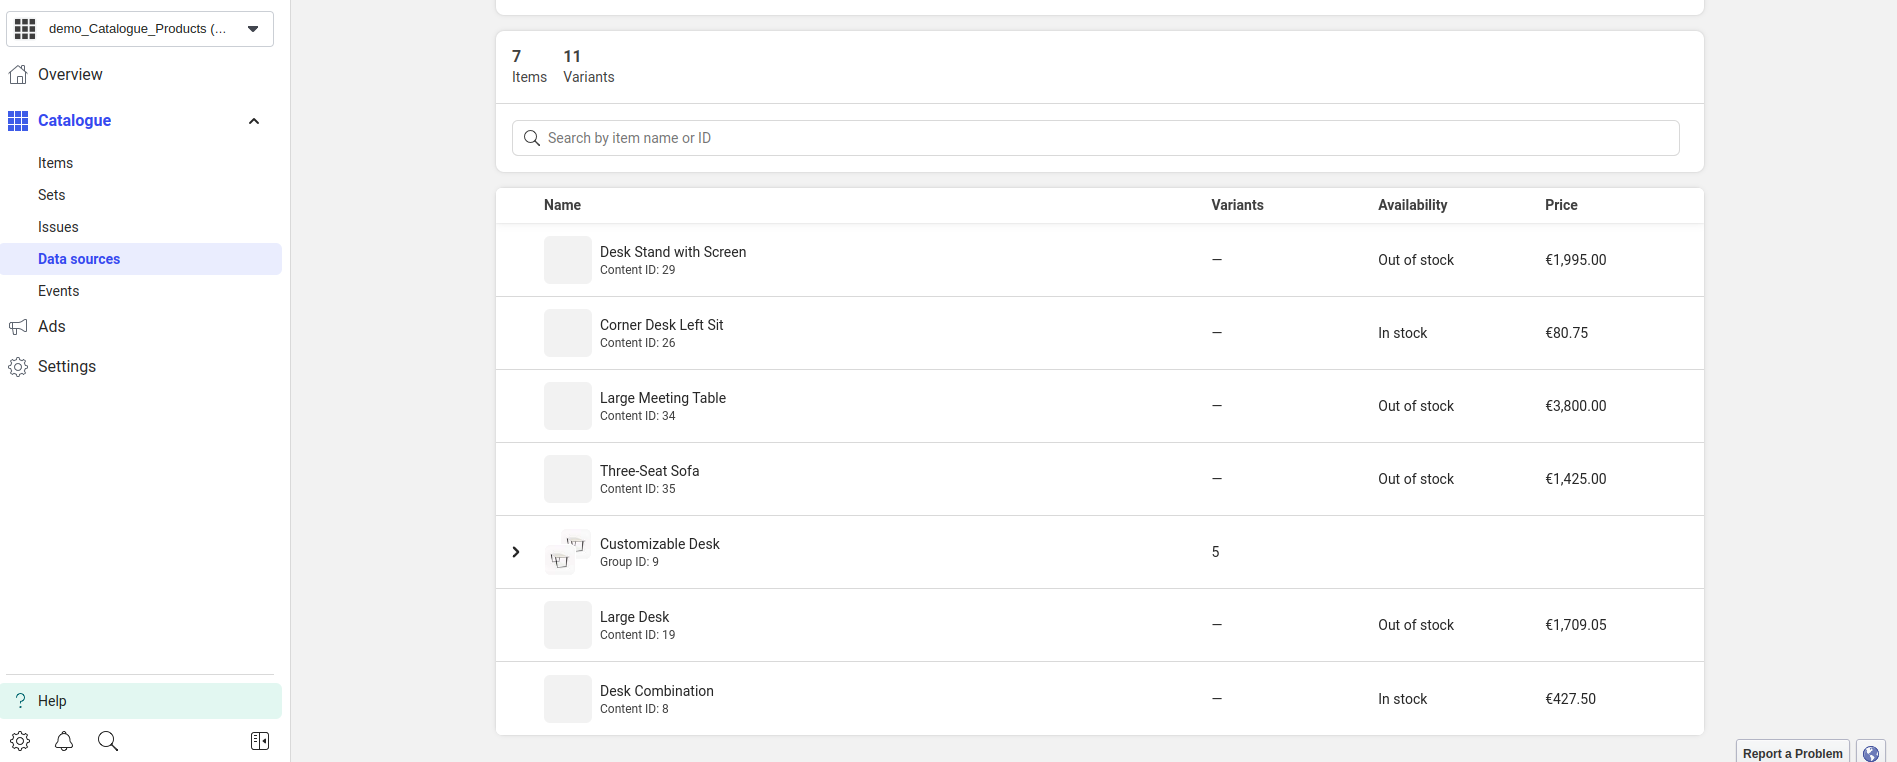 demo_Catalogue_Products (...
Overview
Catalogue
Items
Sets
Issues
Data sources
Events
Ads
Settings
? Help
7 11
Items Variants
Search by item name or ID
Name Variants Availability Price
Desk Stand with Screen
Content ID: 29
— Out of stock €1,995.00
Corner Desk Left Sit
Content ID: 26
— In stock €80.75
Large Meeting Table
Content ID: 34
— Out of stock €3,800.00
Three-Seat Sofa
Content ID: 35
— Out of stock €1,425.00
Customizable Desk
Group ID: 9
5
Large Desk
Content ID: 19
— Out of stock €1,709.05
Desk Combination
Content ID: 8
— In stock €427.50
Report a Problem